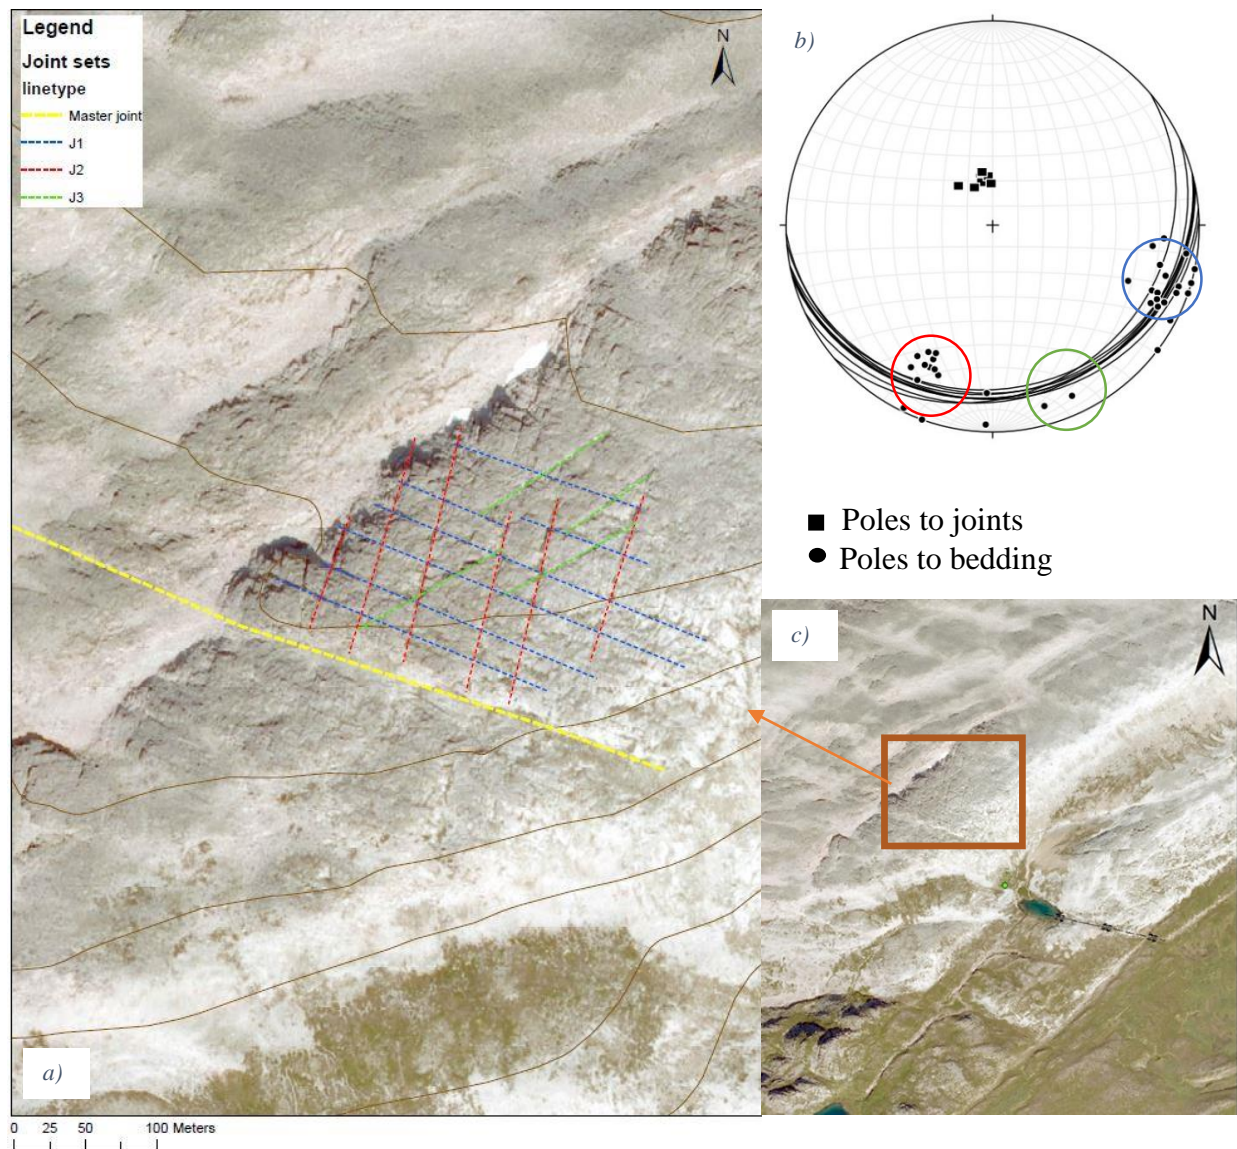 Legend
Joint sets
linetype
Master joint
J1
J2
J3
N
a)
0 25 50 100 Meters
b)
Poles to joints
Poles to bedding
c)
N